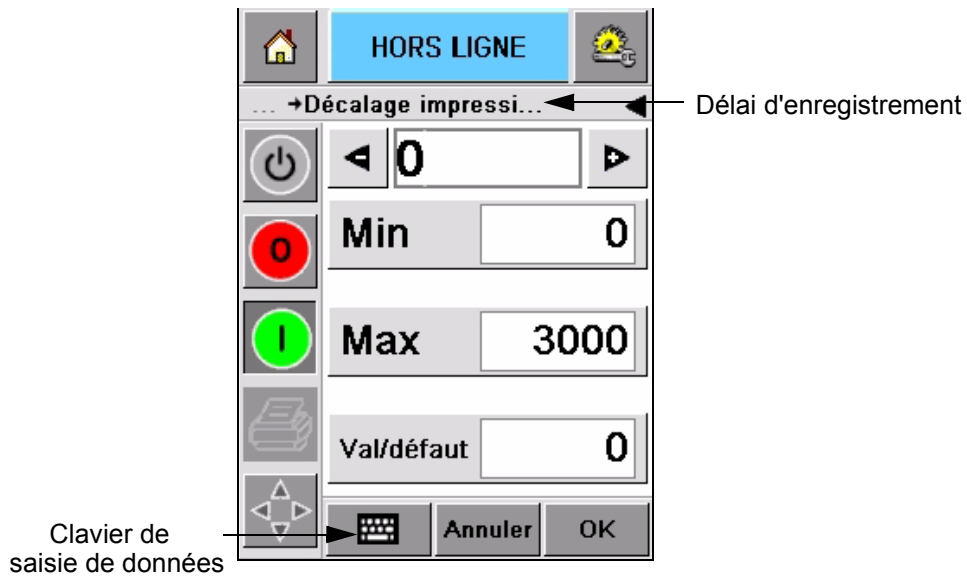 HORS LIGNE
... →Décalage impressi...
Délai d'enregistrement
0
Min 0
O
I
Max 3000
Val/défaut 0
Annuler OK
Clavier de
saisie de données